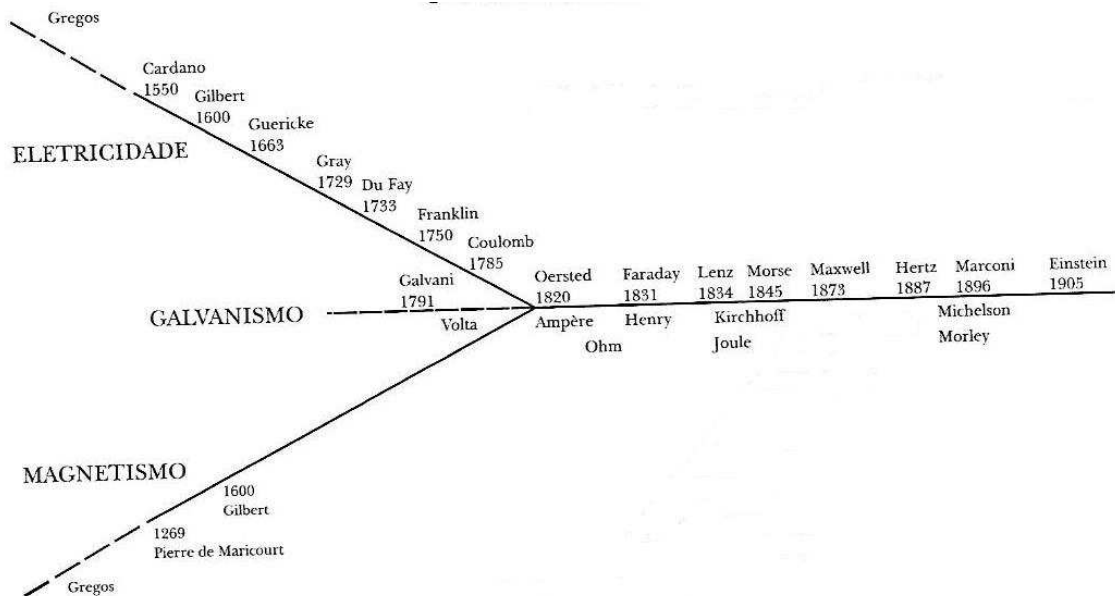 Gregos
Cardano
1550
Gilbert
1600
Guericke
1663
ELETRICIDADE
Gray
1729
Du Fay
1733
Franklin
1750
Coulomb
1785
Galvani
1791
GALVANISMO
Volta
Oersted
1820
Ampère
Ohm
Faraday
1831
Henry
Lenz
1834
Morse
1845
Kirchhoff
Joule
Maxwell
1873
Hertz
1887
Marconi
1896
Michelson
Morley
Einstein
1905
MAGNETISMO
1600
Gilbert
1269
Pierre de Maricourt
Gregos